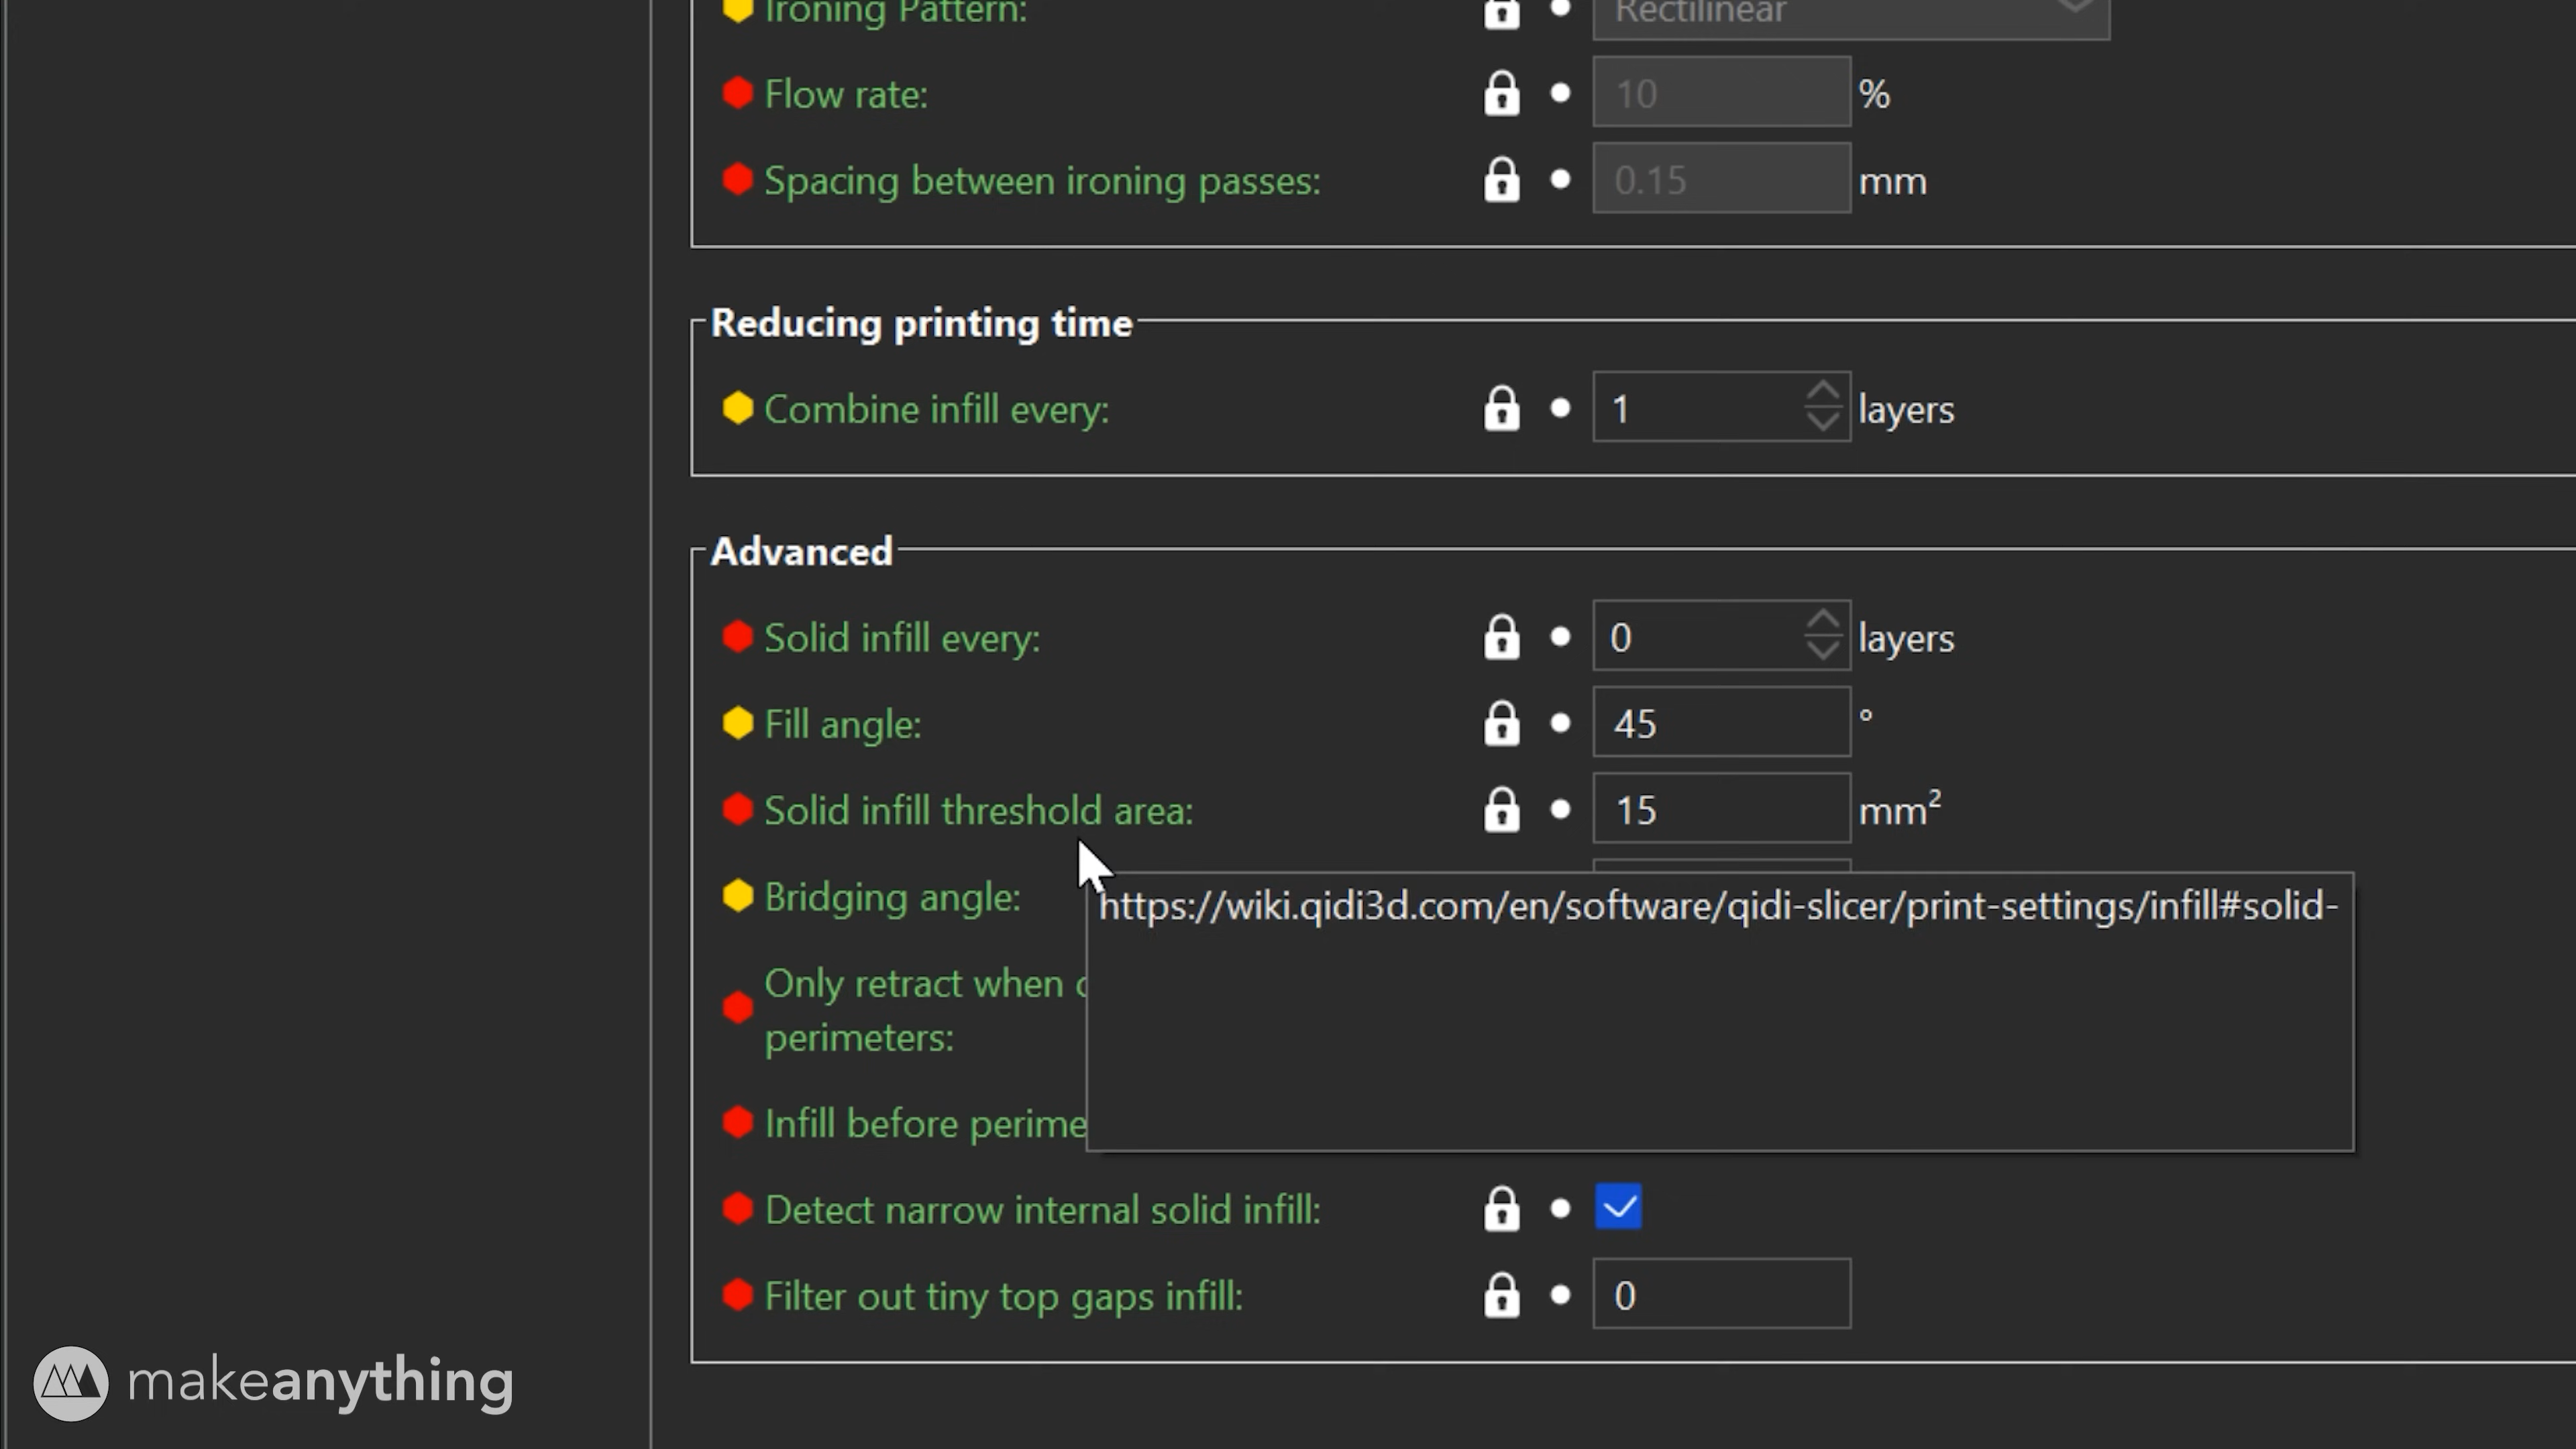 Ironing Pattern: Rectilinear
Flow rate: 10 %
Spacing between ironing passes: 0.15 mm
Reducing printing time
Combine infill every: 1 layers
Advanced
Solid infill every: 0 layers
Fill angle: 45 °
Solid infill threshold area: 15 mm²
Bridging angle:
https://wiki.qidi3d.com/en/software/qidi-slicer/print-settings/infill#solid-
Only retract when
perimeters:
Infill before
Detect narrow internal solid infill:
Filter out tiny top gaps infill: 0
makeanything